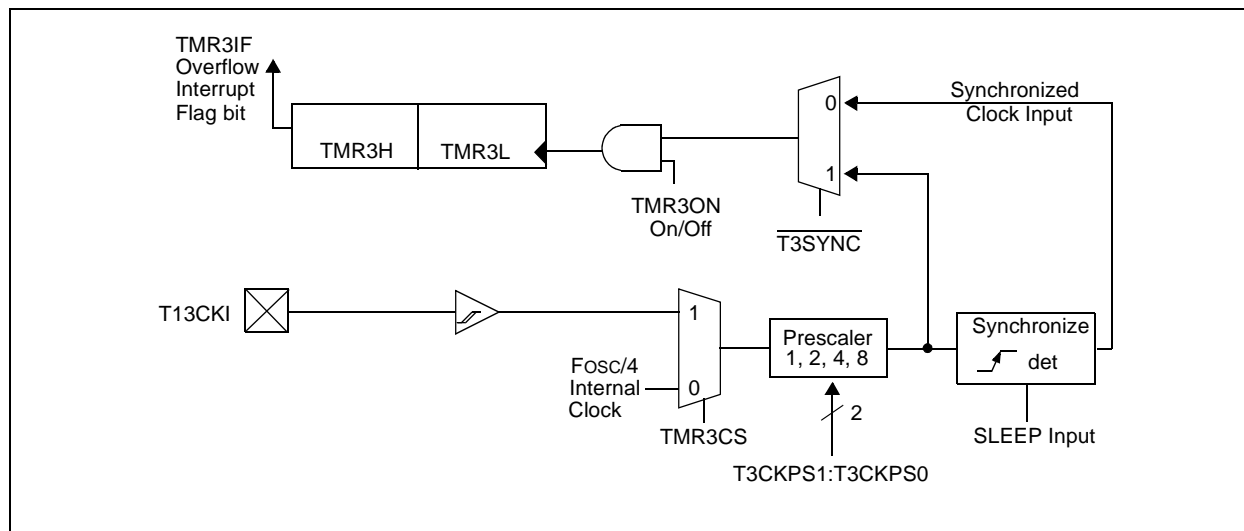 TMR3IF
Overflow
Interrupt
Flag bit
TMR3H
TMR3L
TMR3ON
On/Off
0
1
T3SYNC
Synchronized
Clock Input
T13CKI
1
0
FOSC/4
Internal
Clock
TMR3CS
Prescaler
1, 2, 4, 8
2
T3CKPS1:T3CKPS0
Synchronize
det
SLEEP Input